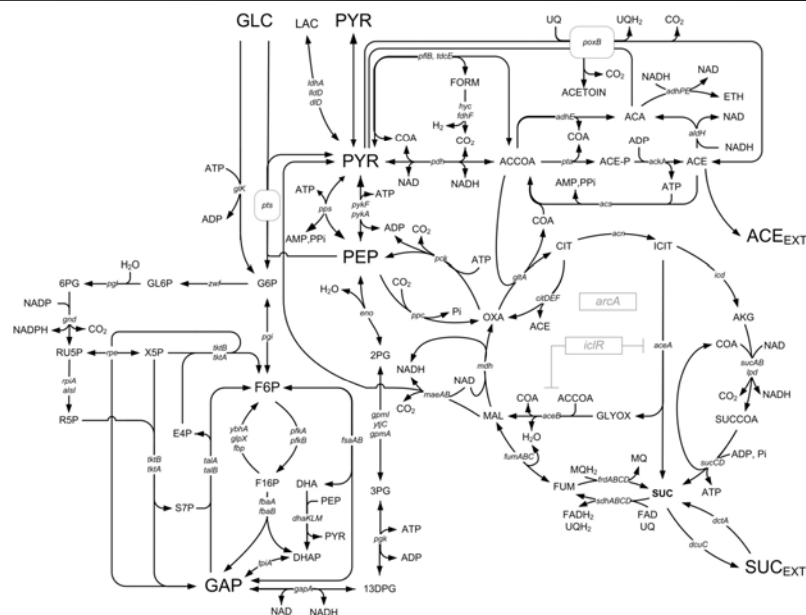 GLC
LAC
PYR
UQ
UQH2
CO2
poxB
ldhA
lldD
dlD
pflB, tdcE
FORM
CO2
ACETOIN
NADH
NAD
adhPE
ETH
hyc
fdhF
H2
CO2
ACA
adhE
NAD
COA
COA
aldH
ADP
NADH
PYR
pdh
ACCOA
pta
ACE-P
ackA
ACE
ATP
glK
ADP
pts
NAD
NADH
AMP,PPi
ATP
acs
ATP
pps
ATP
pykF
pykA
AMP,PPi
ADP
CO2
COA
ACEEXT
PEP
pck
ATP
gltA
CIT
acn
ICIT
6PG
pgl
H2O
GL6P
zwf
G6P
H2O
CO2
citDEF
icd
NADP
eno
ppc
Pi
OXA
ACE
arcA
AKG
gnd
NADPH
CO2
pgi
iclR
aceA
COA
NAD
RU5P
rpe
X5P
tktB
tktA
2PG
mdh
sucAB
lpd
rpiA
alsI
F6P
NADH
NAD
COA
ACCOA
CO2
NADH
R5P
E4P
ybhA
glpX
fbp
pfkA
pfkB
fsaAB
gpmI
ytjC
gpmA
CO2
maeAB
MAL
aceB
GLYOX
SUCCOA
H2O
tktB
tktA
talA
talB
fumABC
MQH2
MQ
sucCD
ADP, Pi
F16P
DHA
3PG
FUM
frdABCD
SUC
S7P
fbaA
fbaB
PEP
dhaKLM
sdhABCD
ATP
FADH2
UQH2
FAD
UQ
dctA
PYR
ATP
pgk
tpiA
DHAP
ADP
dcuC
SUCEXT
GAP
gapA
13DPG
NAD
NADH